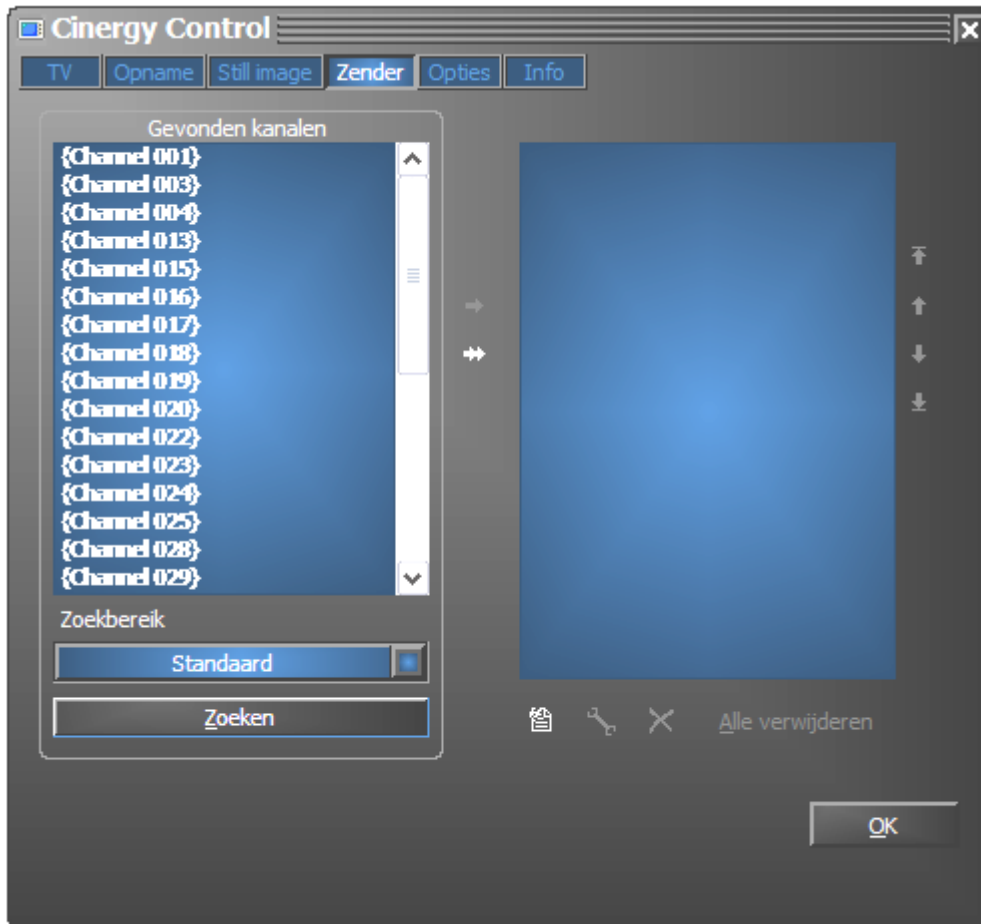 Cinergy Control
TV Opname Still image Zender Opties Info
Gevonden kanalen
{Channel 001}
{Channel 003}
{Channel 004}
{Channel 013}
{Channel 015}
{Channel 016}
{Channel 017}
{Channel 018}
{Channel 019}
{Channel 020}
{Channel 022}
{Channel 023}
{Channel 024}
{Channel 025}
{Channel 028}
{Channel 029}
Zoekbereik
Standaard
Zoeken
Alle verwijderen
OK